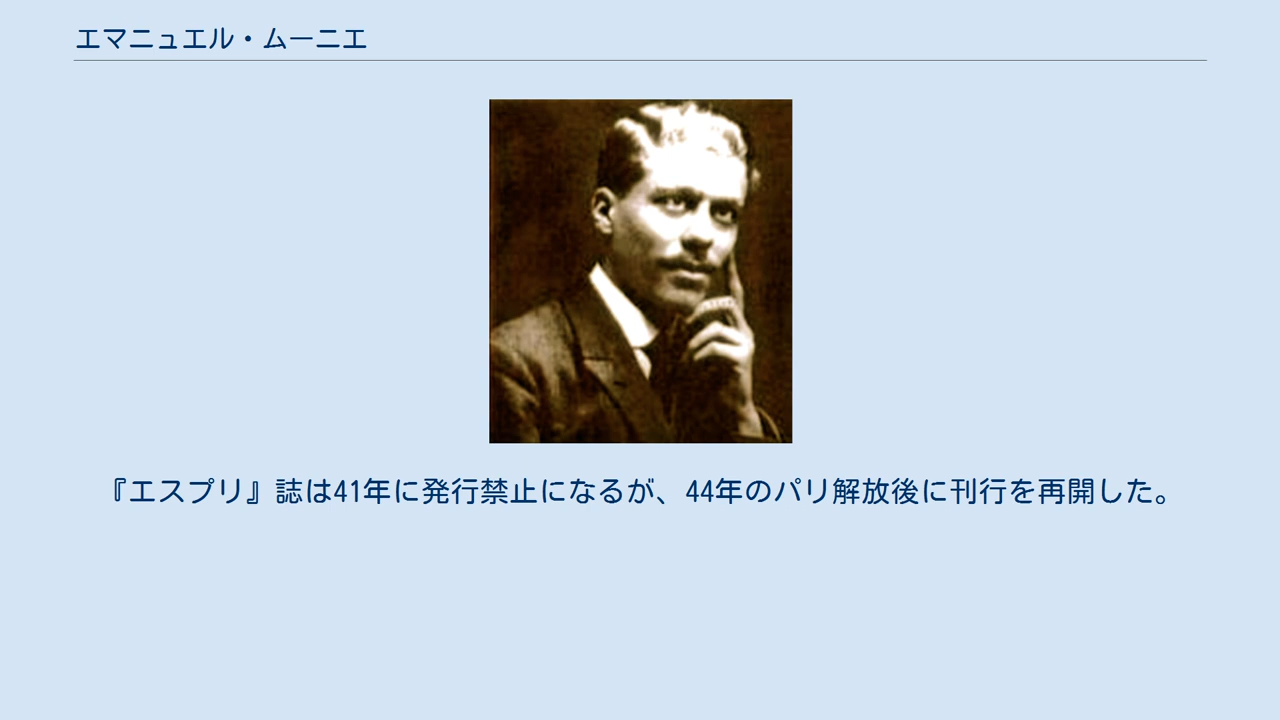 エマニュエル・ムーニエ
『エスプリ』誌は41年に発行禁止になるが、44年のパリ解放後に刊行を再開した。